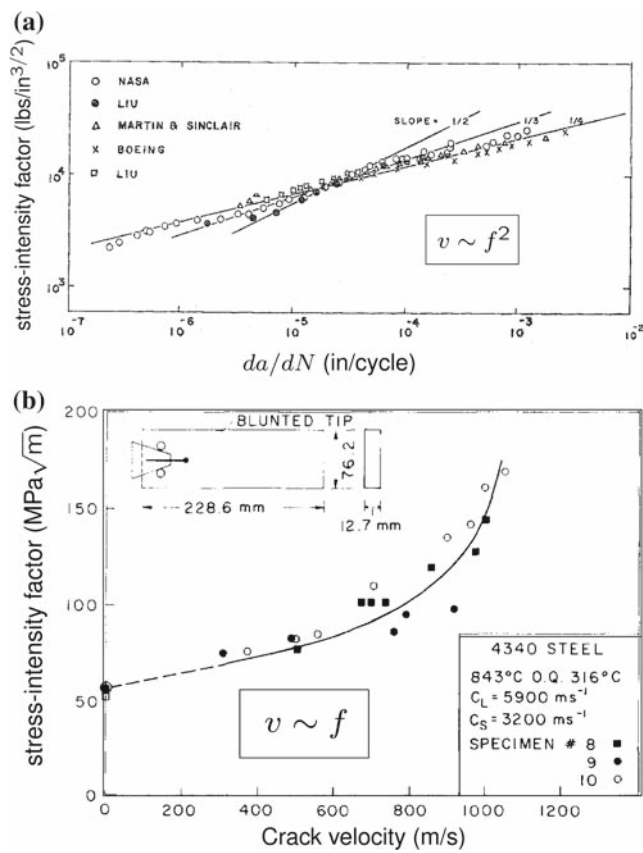 (a)
stress-intensity factor (lbs/in^{3/2})
10^5
10^4
10^3
○ NASA
LIU
△ MARTIN & SINCLAIR
× BOEING
□ LIU
SLOPE = 1/2 1/3 1/4
v ~ f^2
10^{-7} 10^{-6} 10^{-5} 10^{-4} 10^{-3} 10^{-2}
da/dN (in/cycle)
(b)
stress-intensity factor (MPa√m)
200
150
100
50
0
BLUNTED TIP
76.2
228.6 mm
12.7 mm
v ~ f
4340 STEEL
843°C O.Q. 316°C
C_L = 5900 ms^{-1}
C_S = 3200 ms^{-1}
SPECIMEN # 8 ■
9 ●
10 ○
0 200 400 600 800 1000 1200
Crack velocity (m/s)